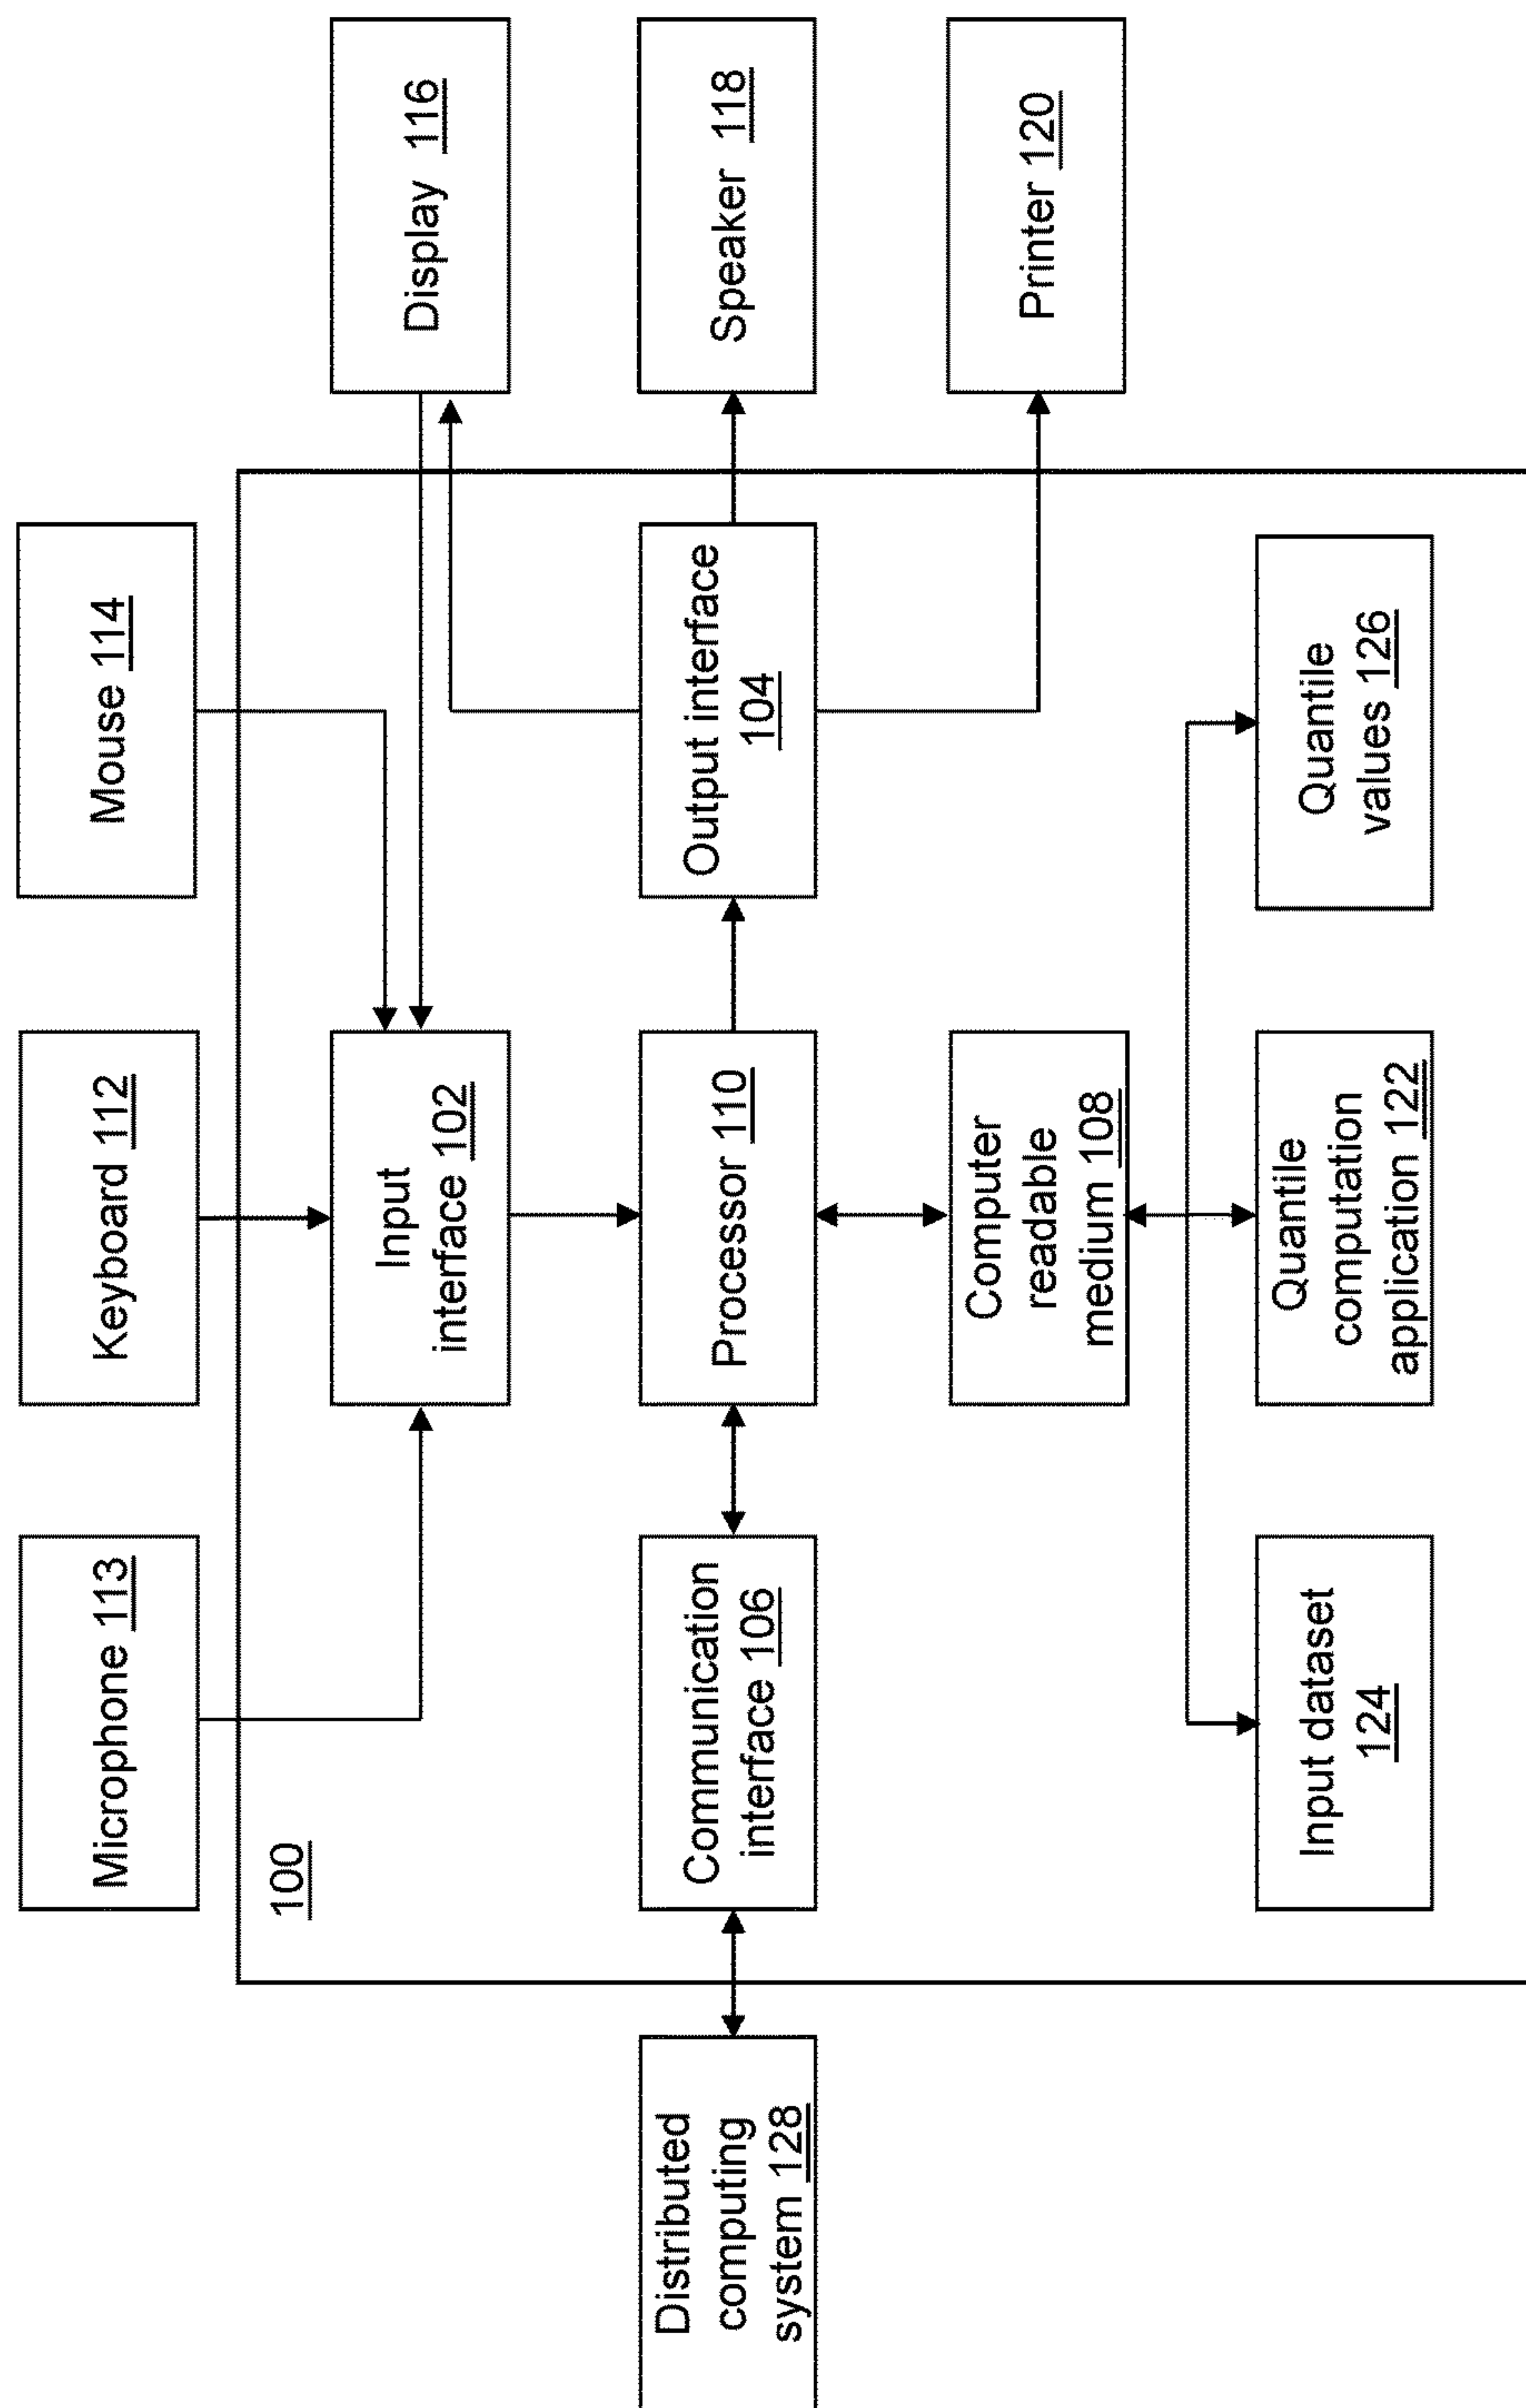 Microphone 113
Keyboard 112
Mouse 114
100
Input
interface 102
Display 116
Distributed
computing
system 128
Communication
interface 106
Processor 110
Output interface
104
Speaker 118
Computer
readable
medium 108
Printer 120
Input dataset
124
Quantile
computation
application 122
Quantile
values 126